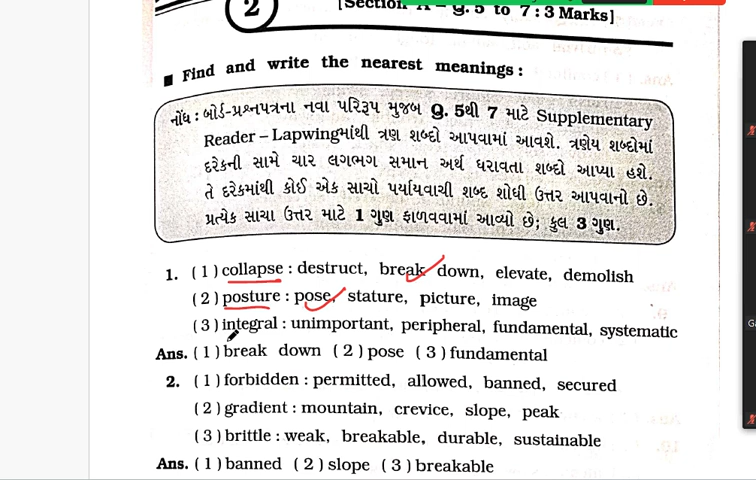 2
[Section A – Q. 5 to 7 : 3 Marks]
■ Find and write the nearest meanings :
નોંધ : બોર્ડ-પ્રશ્નપત્રના નવા પરિરૂપ મુજબ Q. 5થી 7 માટે Supplementary
Reader – Lapwingમાંથી ત્રણ શબ્દો આપવામાં આવશે. ત્રણેય શબ્દોમાં
દરેકની સામે ચાર લગભગ સમાન અર્થ ધરાવતા શબ્દો આપ્યા હશે.
તે દરેકમાંથી કોઈ એક સાચો પર્યાયવાચી શબ્દ શોધી ઉત્તર આપવાનો છે.
પ્રત્યેક સાચા ઉત્તર માટે 1 ગુણ ફાળવવામાં આવ્યો છે; કુલ 3 ગુણ.
1. ( 1 ) collapse : destruct, break down, elevate, demolish
( 2 ) posture : pose, stature, picture, image
( 3 ) integral : unimportant, peripheral, fundamental, systematic
Ans. ( 1 ) break down ( 2 ) pose ( 3 ) fundamental
2. ( 1 ) forbidden : permitted, allowed, banned, secured
( 2 ) gradient : mountain, crevice, slope, peak
( 3 ) brittle : weak, breakable, durable, sustainable
Ans. ( 1 ) banned ( 2 ) slope ( 3 ) breakable